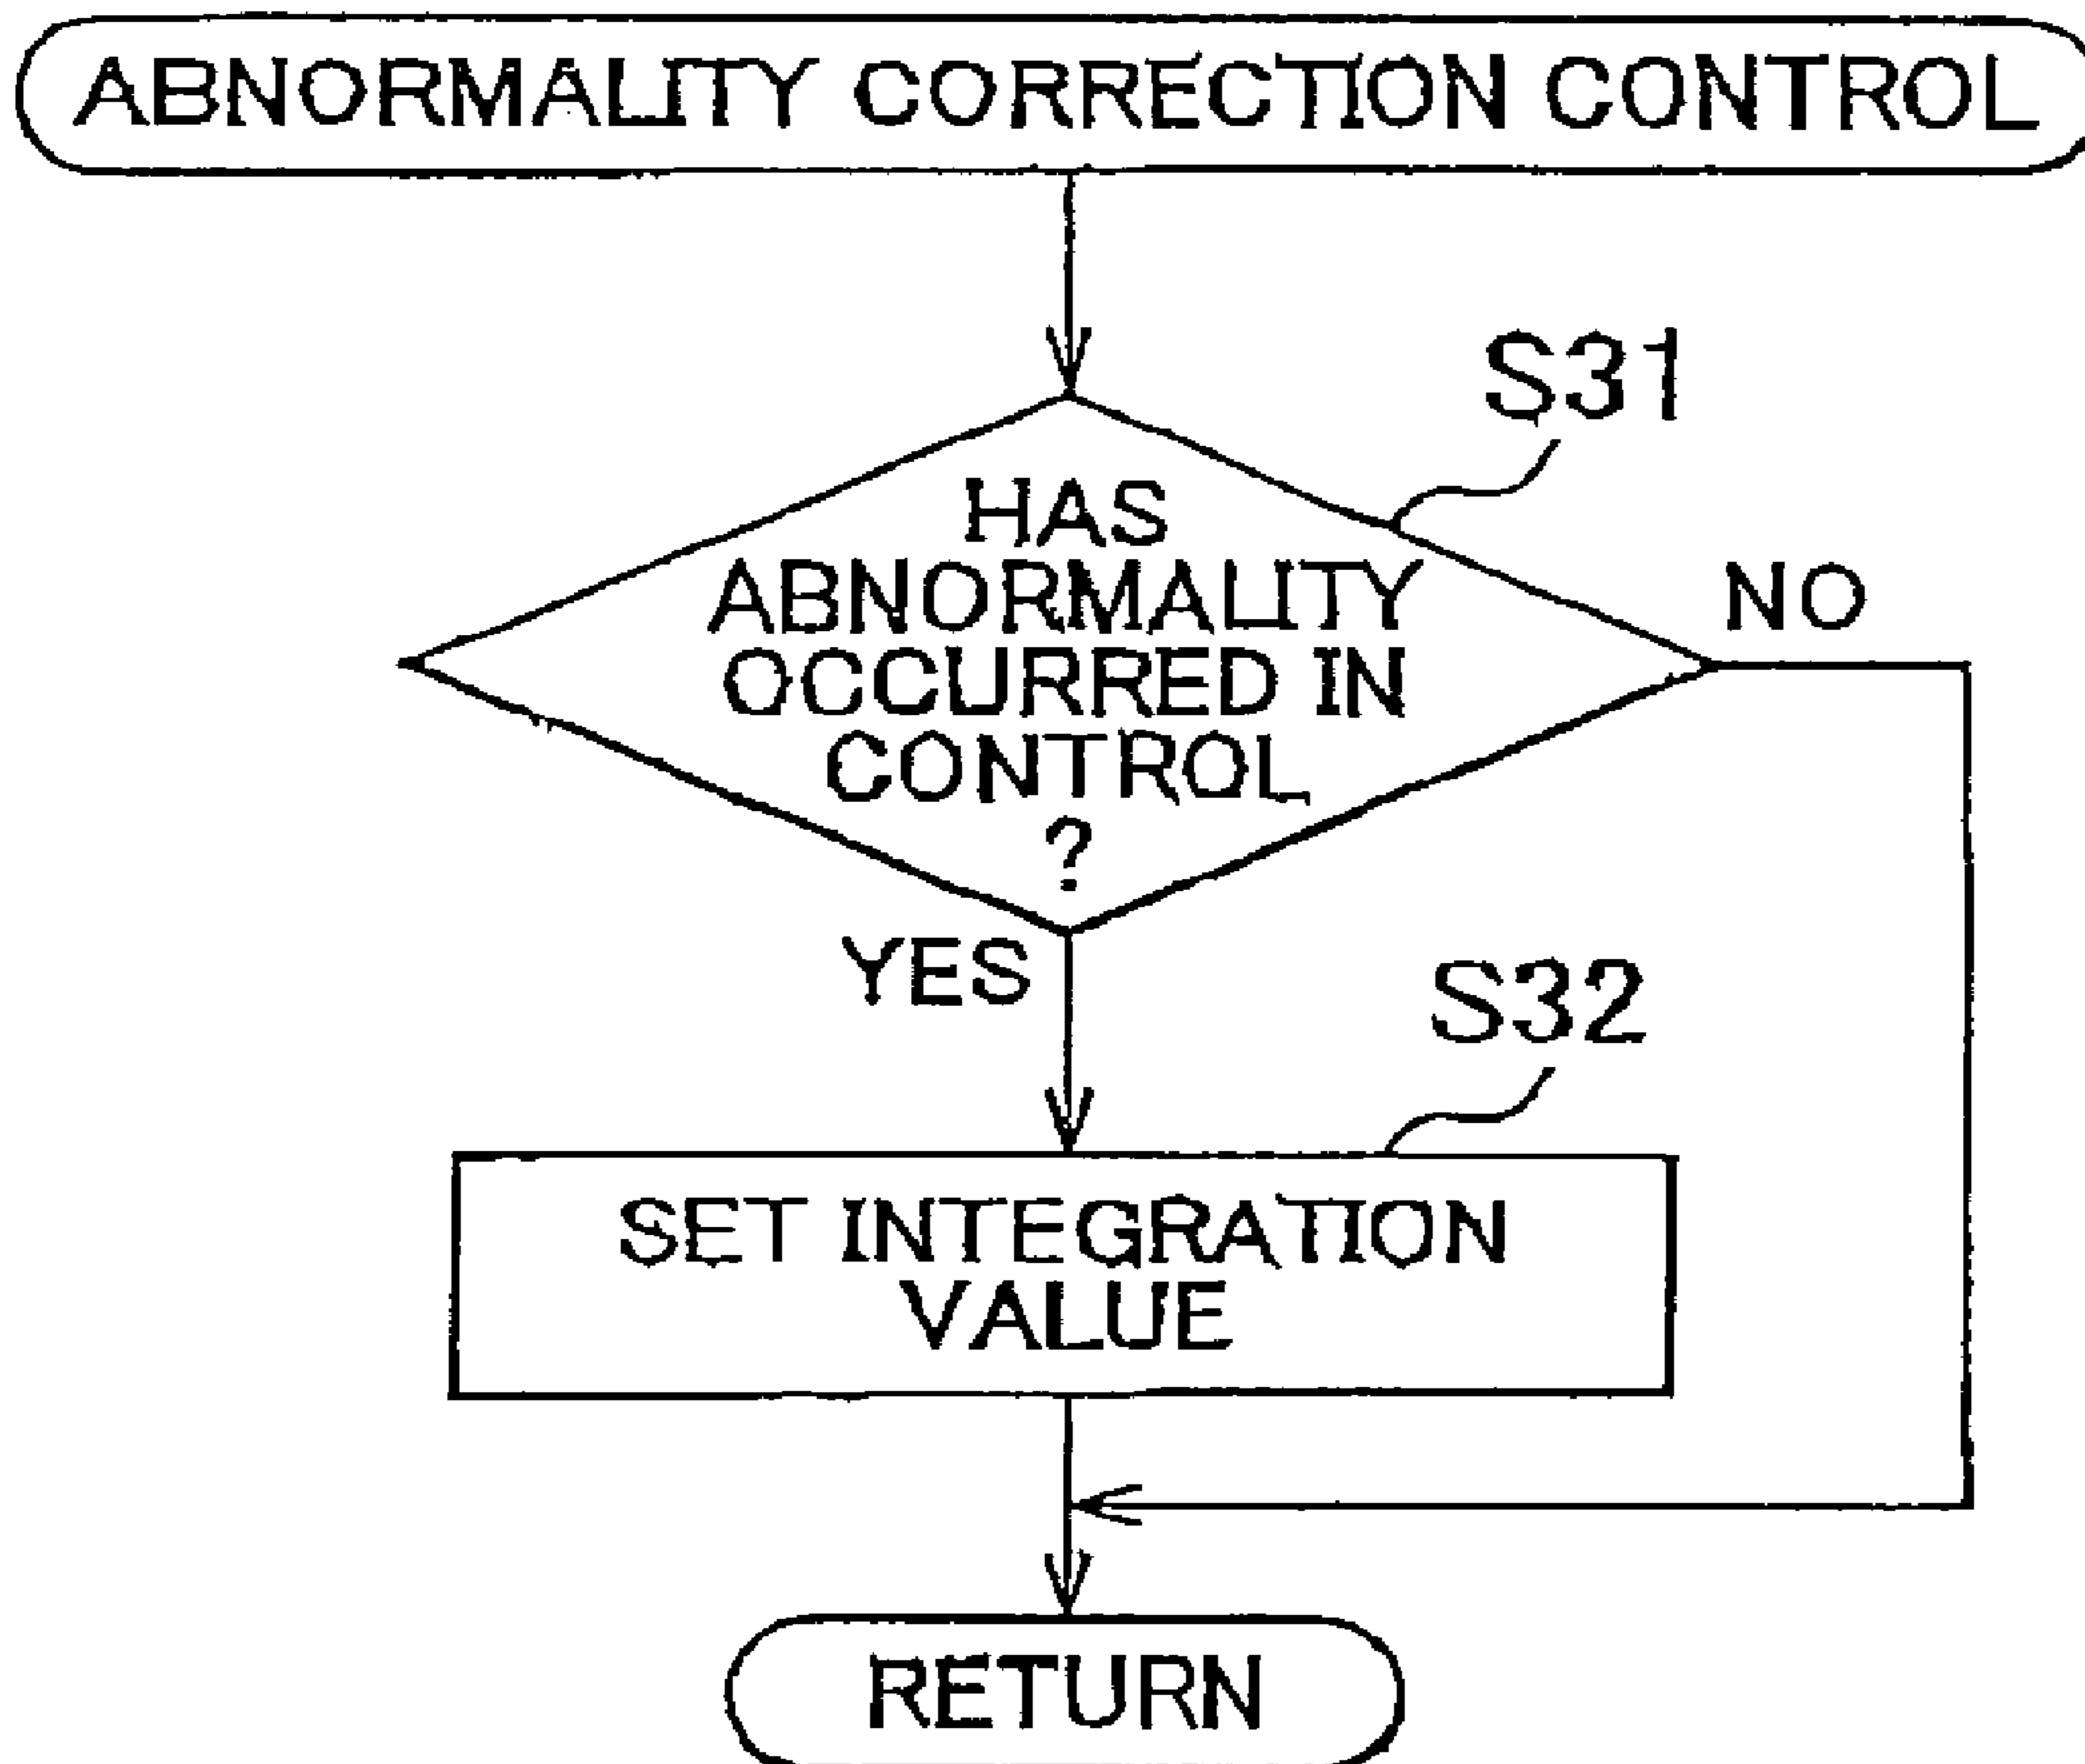 ABNORMALITY CORRECTION CONTROL
S31
HAS
ABNORMALITY
OCCURRED IN
CONTROL
?
NO
YES
S32
SET INTEGRATION
VALUE
RETURN